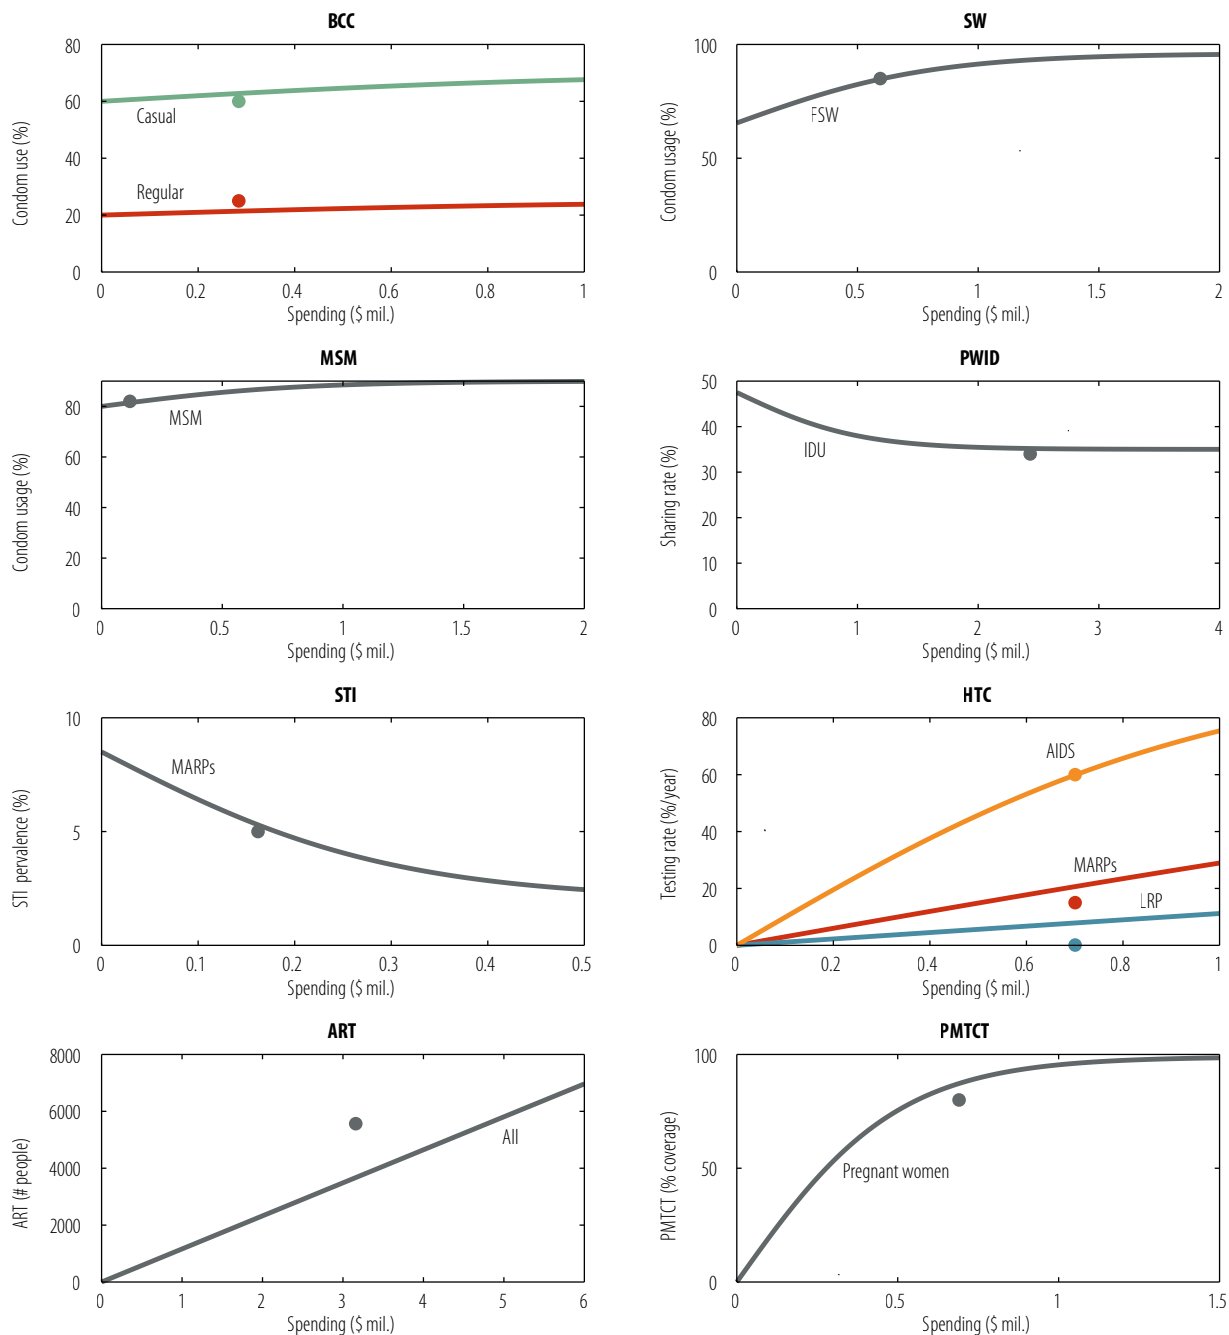 BCC
Condom use (%)
80
60
40
20
0
Casual
Regular
0 0.2 0.4 0.6 0.8 1
Spending ($ mil.)
SW
Condom usage (%)
100
50
0
FSW
0 0.5 1 1.5 2
Spending ($ mil.)
MSM
Condom usage (%)
80
60
40
20
0
MSM
0 0.5 1 1.5 2
Spending ($ mil.)
PWID
Sharing rate (%)
50
40
30
20
10
0
IDU
0 1 2 3 4
Spending ($ mil.)
STI
STI pervalence (%)
10
5
0
MARPs
0 0.1 0.2 0.3 0.4 0.5
Spending ($ mil.)
HTC
Testing rate (%/year)
80
60
40
20
0
AIDS
MARPs
LRP
0 0.2 0.4 0.6 0.8 1
Spending ($ mil.)
ART
ART (# people)
8000
6000
4000
2000
0
All
0 1 2 3 4 5 6
Spending ($ mil.)
PMTCT
PMTCT (% coverage)
100
50
0
Pregnant women
0 0.5 1 1.5
Spending ($ mil.)